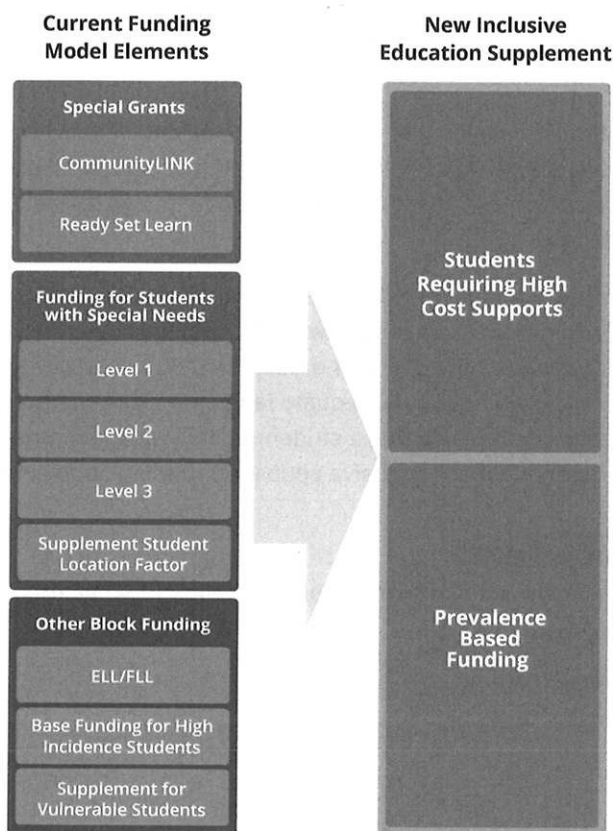 Current Funding
Model Elements
Special Grants
CommunityLINK
Ready Set Learn
Funding for Students
with Special Needs
Level 1
Level 2
Level 3
Supplement Student
Location Factor
Other Block Funding
ELL/FLL
Base Funding for High
Incidence Students
Supplement for
Vulnerable Students
New Inclusive
Education Supplement
Students
Requiring High
Cost Supports
Prevalence
Based
Funding